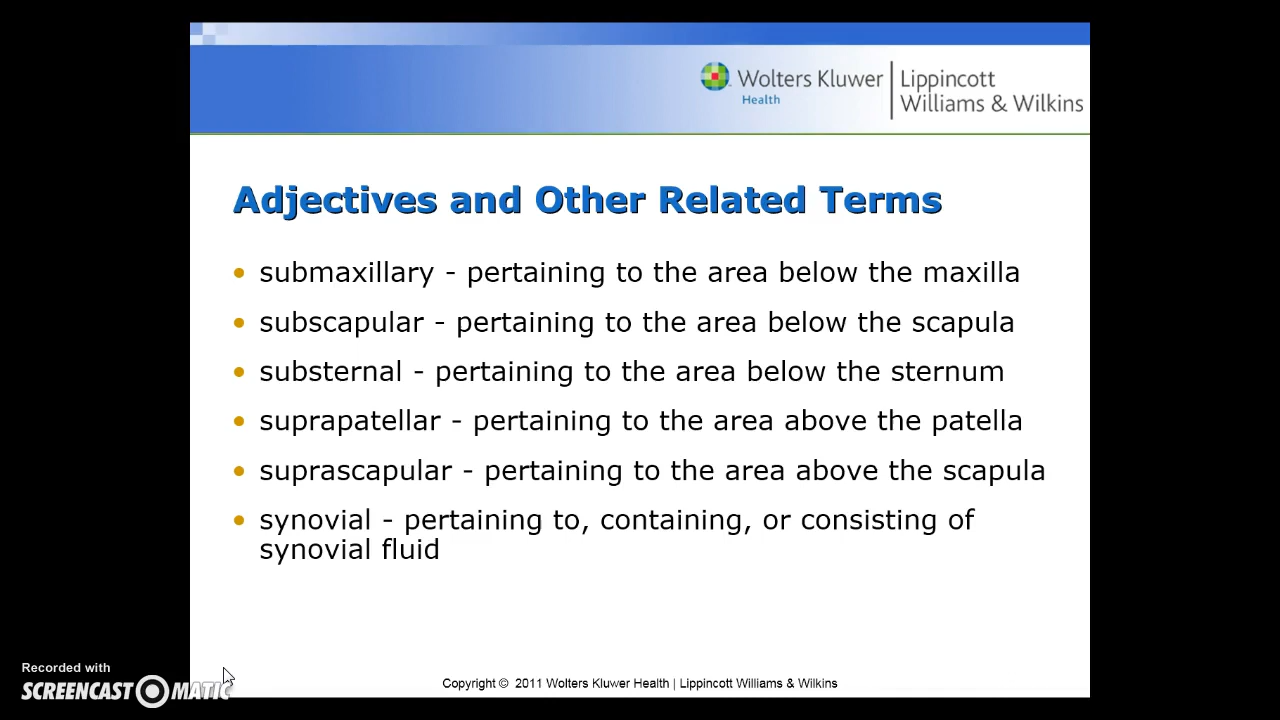 Wolters Kluwer
Health
Lippincott
Williams & Wilkins
Adjectives and Other Related Terms
• submaxillary - pertaining to the area below the maxilla
• subscapular - pertaining to the area below the scapula
• substernal - pertaining to the area below the sternum
• suprapatellar - pertaining to the area above the patella
• suprascapular - pertaining to the area above the scapula
• synovial - pertaining to, containing, or consisting of
synovial fluid
Copyright © 2011 Wolters Kluwer Health | Lippincott Williams & Wilkins
Recorded with
SCREENCAST-O-MATIC